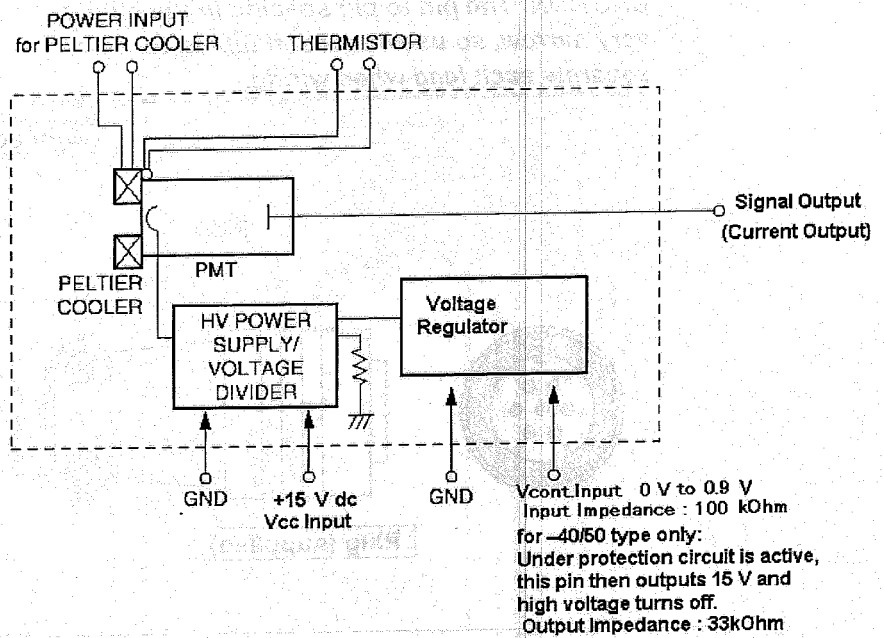 POWER INPUT
for PELTIER COOLER
THERMISTOR
Signal Output
(Current Output)
PMT
PELTIER
COOLER
HV POWER
SUPPLY/
VOLTAGE
DIVIDER
Voltage
Regulator
GND
+15 V dc
Vcc Input
GND
Vcont.Input 0 V to 0.9 V
Input Impedance : 100 kOhm
for –40/50 type only:
Under protection circuit is active,
this pin then outputs 15 V and
high voltage turns off.
Output Impedance : 33kOhm